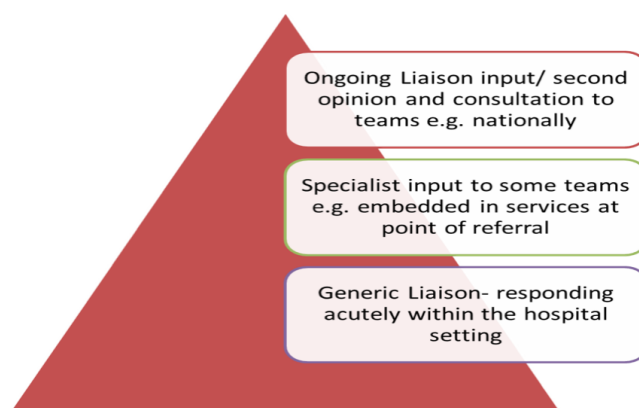 Ongoing Liaison input/ second
opinion and consultation to
teams e.g. nationally
Specialist input to some teams
e.g. embedded in services at
point of referral
Generic Liaison- responding
acutely within the hospital
setting